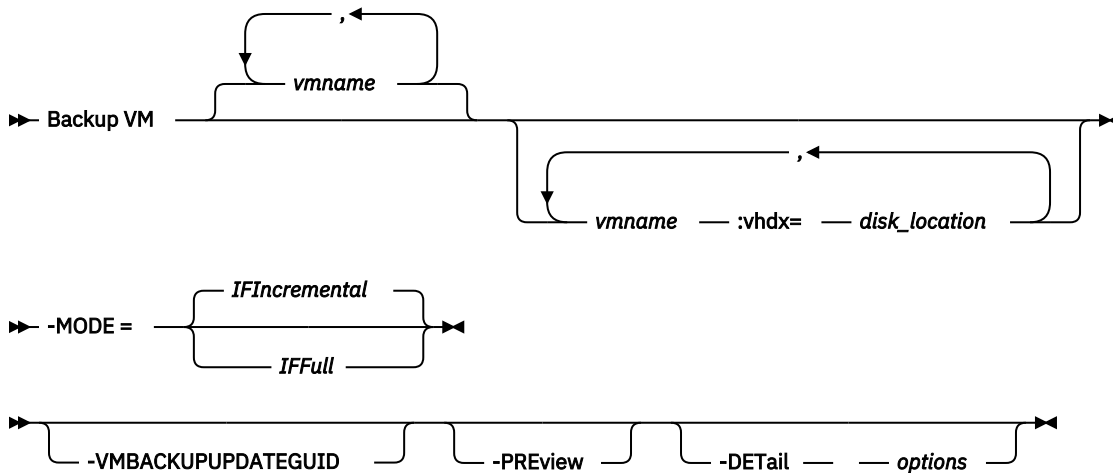 ,
vmname
Backup VM
,
vmname :vhdx= disk_location
IFIncremental
-MODE =
IFFull
-VMBACKUPUPDATEGUID -PREview -DETail options